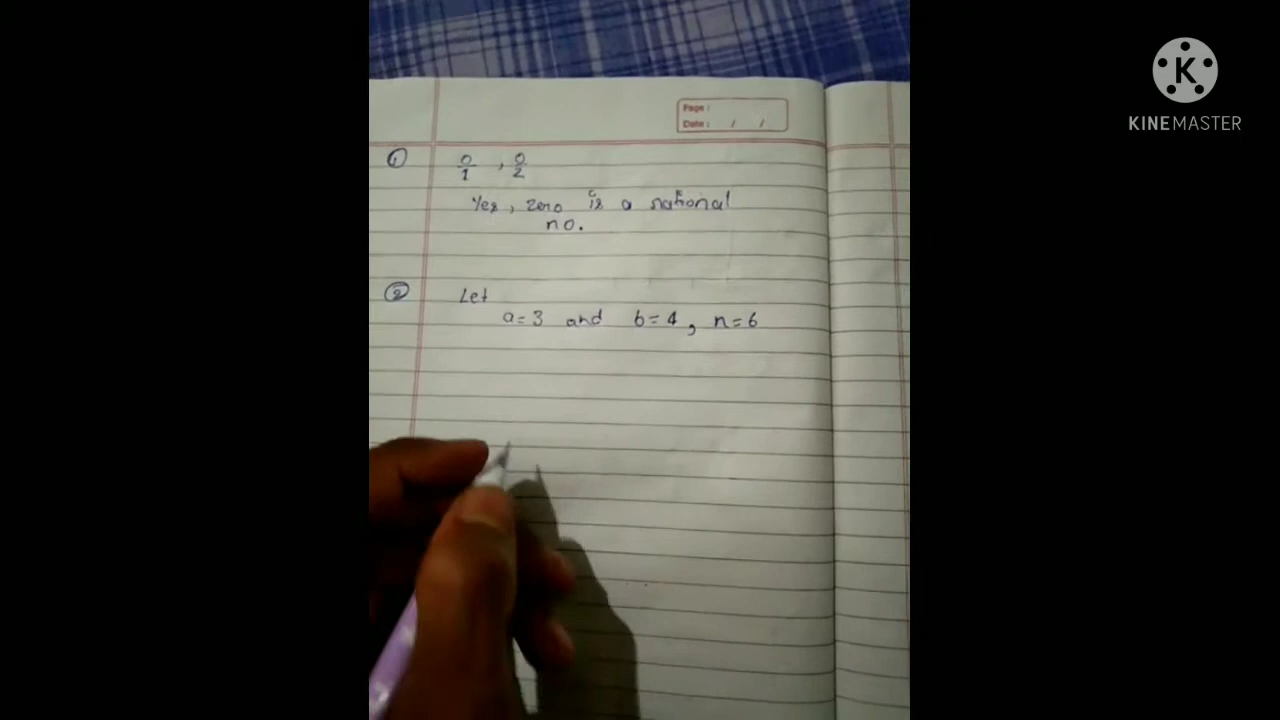 Page :
Date : / /
① 0/1 , 0/2
Yes, zero is a rational
no.
② Let
a = 3 and b = 4 , n = 6
K
KINEMASTER